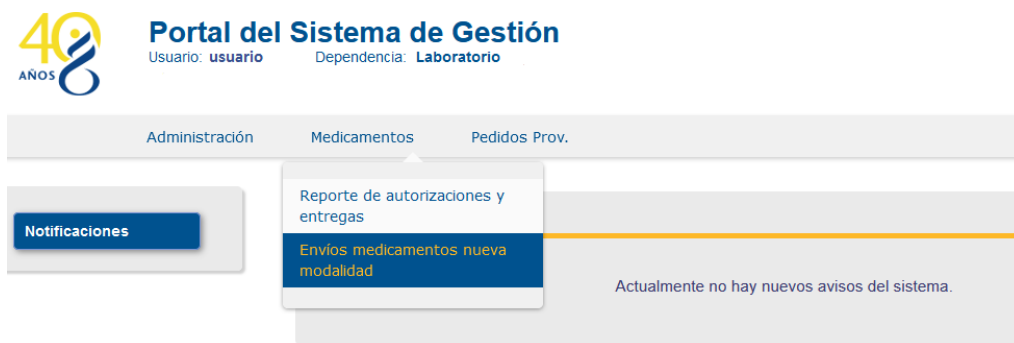 40
AÑOS
Portal del Sistema de Gestión
Usuario: usuario Dependencia: Laboratorio
Administración Medicamentos Pedidos Prov.
Reporte de autorizaciones y
entregas
Notificaciones
Envíos medicamentos nueva
modalidad
Actualmente no hay nuevos avisos del sistema.